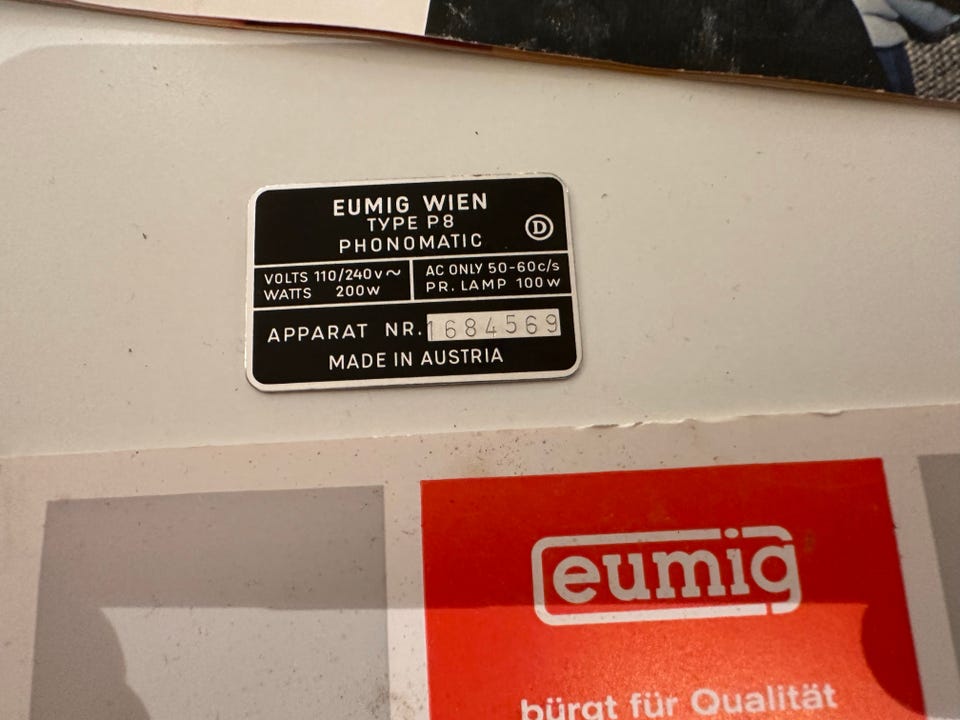 EUMIG WIEN
TYPE P8
PHONOMATIC
D
VOLTS 110/240v~
WATTS 200w
AC ONLY 50-60c/s
PR. LAMP 100w
APPARAT NR. 1684569
MADE IN AUSTRIA
eumig
bürgt für Qualität